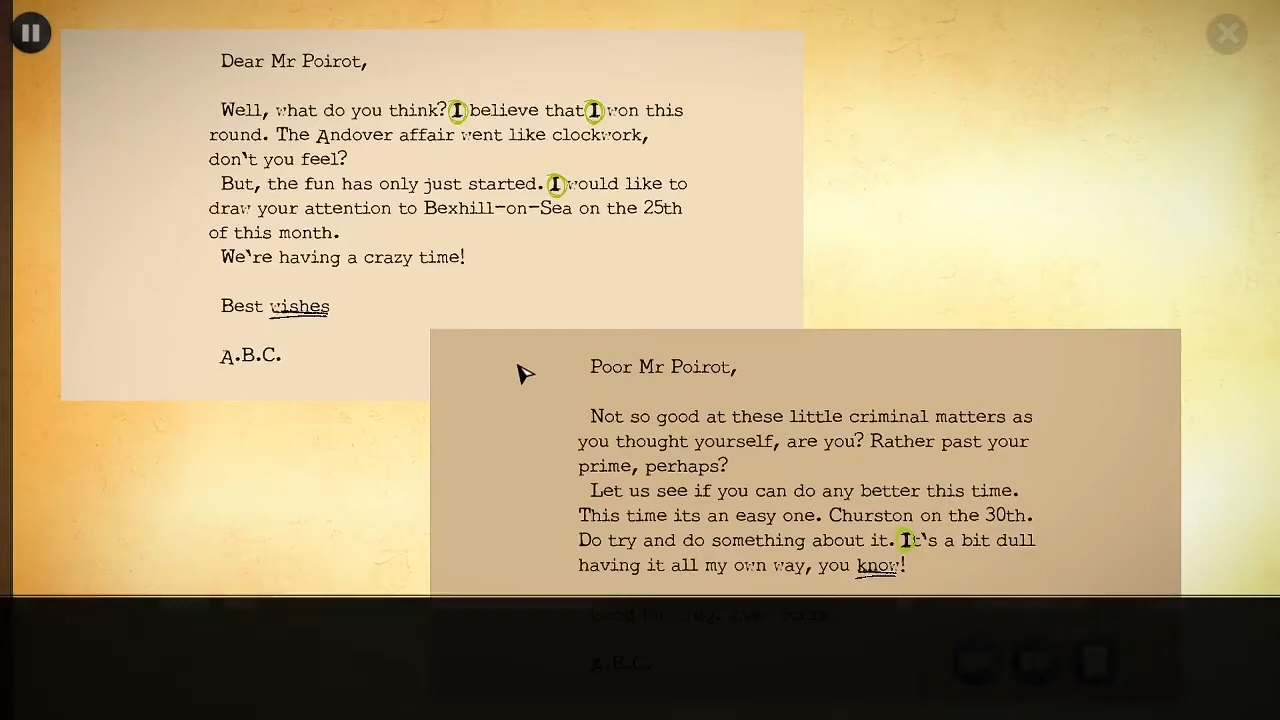 Dear Mr Poirot,
Well, what do you think? I believe that I won this
round. The Andover affair went like clockwork,
don't you feel?
But, the fun has only just started. I would like to
draw your attention to Bexhill-on-Sea on the 25th
of this month.
We're having a crazy time!
Best wishes
A.B.C.
Poor Mr Poirot,
Not so good at these little criminal matters as
you thought yourself, are you? Rather past your
prime, perhaps?
Let us see if you can do any better this time.
This time its an easy one. Churston on the 30th.
Do try and do something about it. It's a bit dull
having it all my own way, you know!
A.B.C.